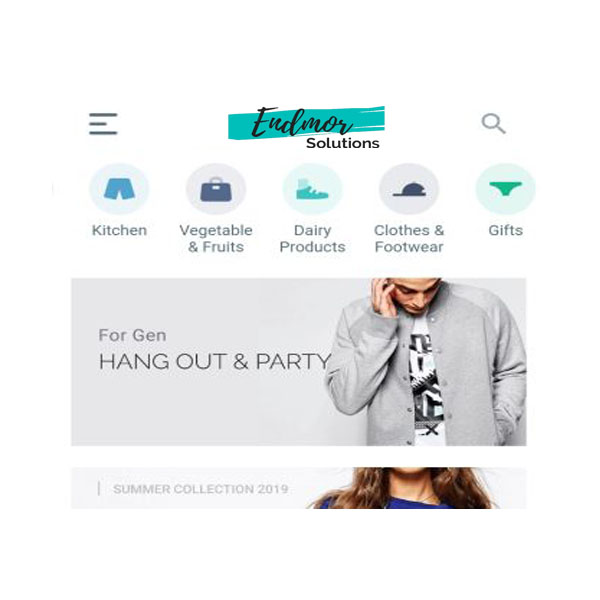 Endmor
Solutions
Kitchen
Vegetable
& Fruits
Dairy
Products
Clothes &
Footwear
Gifts
For Gen
HANG OUT & PARTY
SUMMER COLLECTION 2019